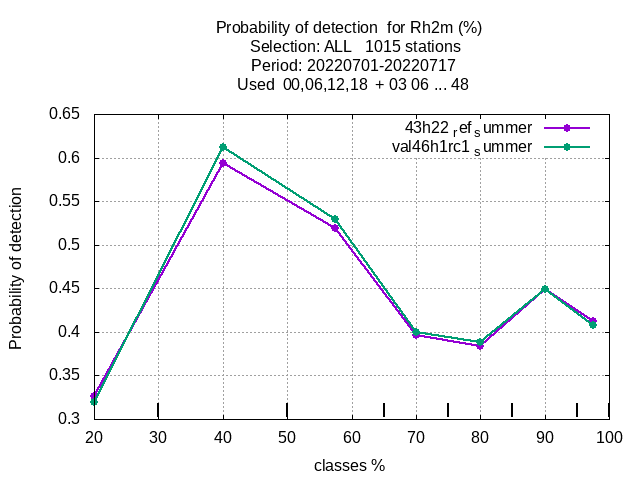 Probability of detection  for Rh2m (%)
Selection: ALL   1015 stations
Period: 20220701-20220717
Used  00,06,12,18  + 03 06 ... 48
43h22 ref summer
val46h1rc1 summer
Probability of detection
0.65
0.6
0.55
0.5
0.45
0.4
0.35
0.3
20 30 40 50 60 70 80 90 100
classes %